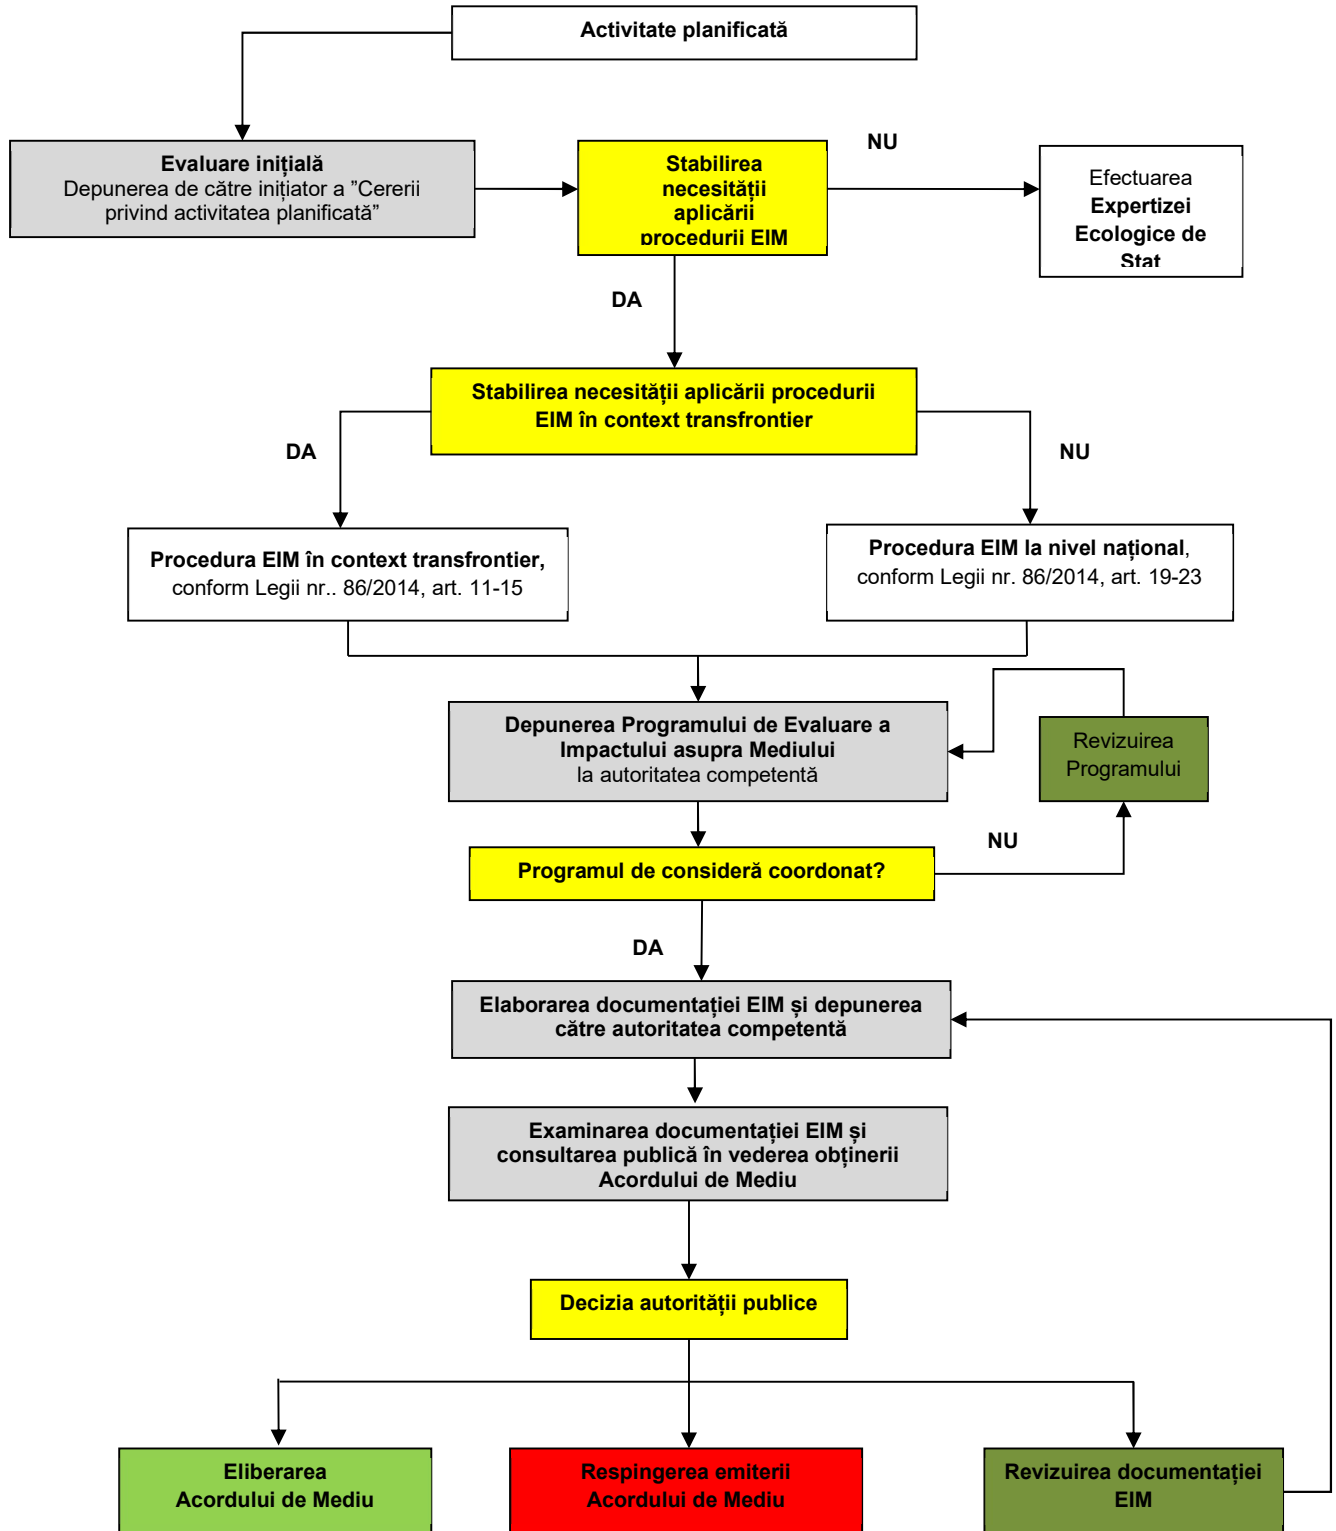 Activitate planificată
Evaluare inițială
Depunerea de către inițiator a ”Cererii
privind activitatea planificată”
Stabilirea
necesității
aplicării
procedurii EIM
NU
Efectuarea
Expertizei
Ecologice de
Stat
DA
Stabilirea necesității aplicării procedurii
EIM în context transfrontier
DA
NU
Procedura EIM în context transfrontier,
conform Legii nr.. 86/2014, art. 11-15
Procedura EIM la nivel național,
conform Legii nr. 86/2014, art. 19-23
Depunerea Programului de Evaluare a
Impactului asupra Mediului
la autoritatea competentă
Revizuirea
Programului
NU
Programul de consideră coordonat?
DA
Elaborarea documentației EIM și depunerea
către autoritatea competentă
Examinarea documentației EIM și
consultarea publică în vederea obținerii
Acordului de Mediu
Decizia autorității publice
Eliberarea
Acordului de Mediu
Respingerea emiterii
Acordului de Mediu
Revizuirea documentației
EIM